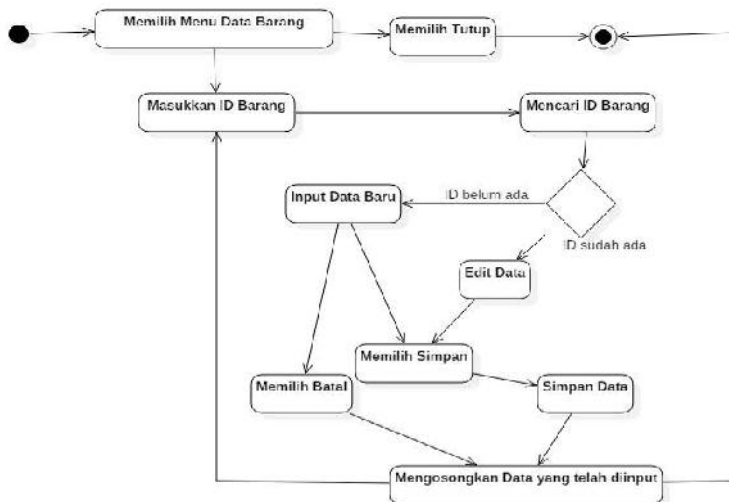 Memilih Menu Data Barang
Memilih Tutup
Masukkan ID Barang
Mencari ID Barang
Input Data Baru
ID belum ada
ID sudah ada
Edit Data
Memilih Simpan
Memilih Batal
Simpan Data
Mengosongkan Data yang telah diinput